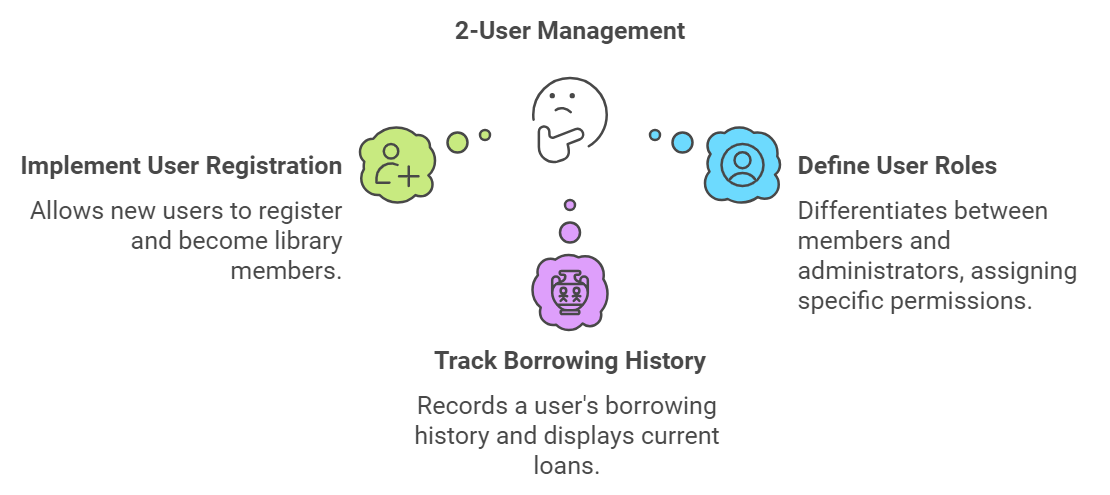 2-User Management
Implement User Registration
Allows new users to register
and become library
members.
Define User Roles
Differentiates between
members and
administrators, assigning
specific permissions.
Track Borrowing History
Records a user's borrowing
history and displays current
loans.